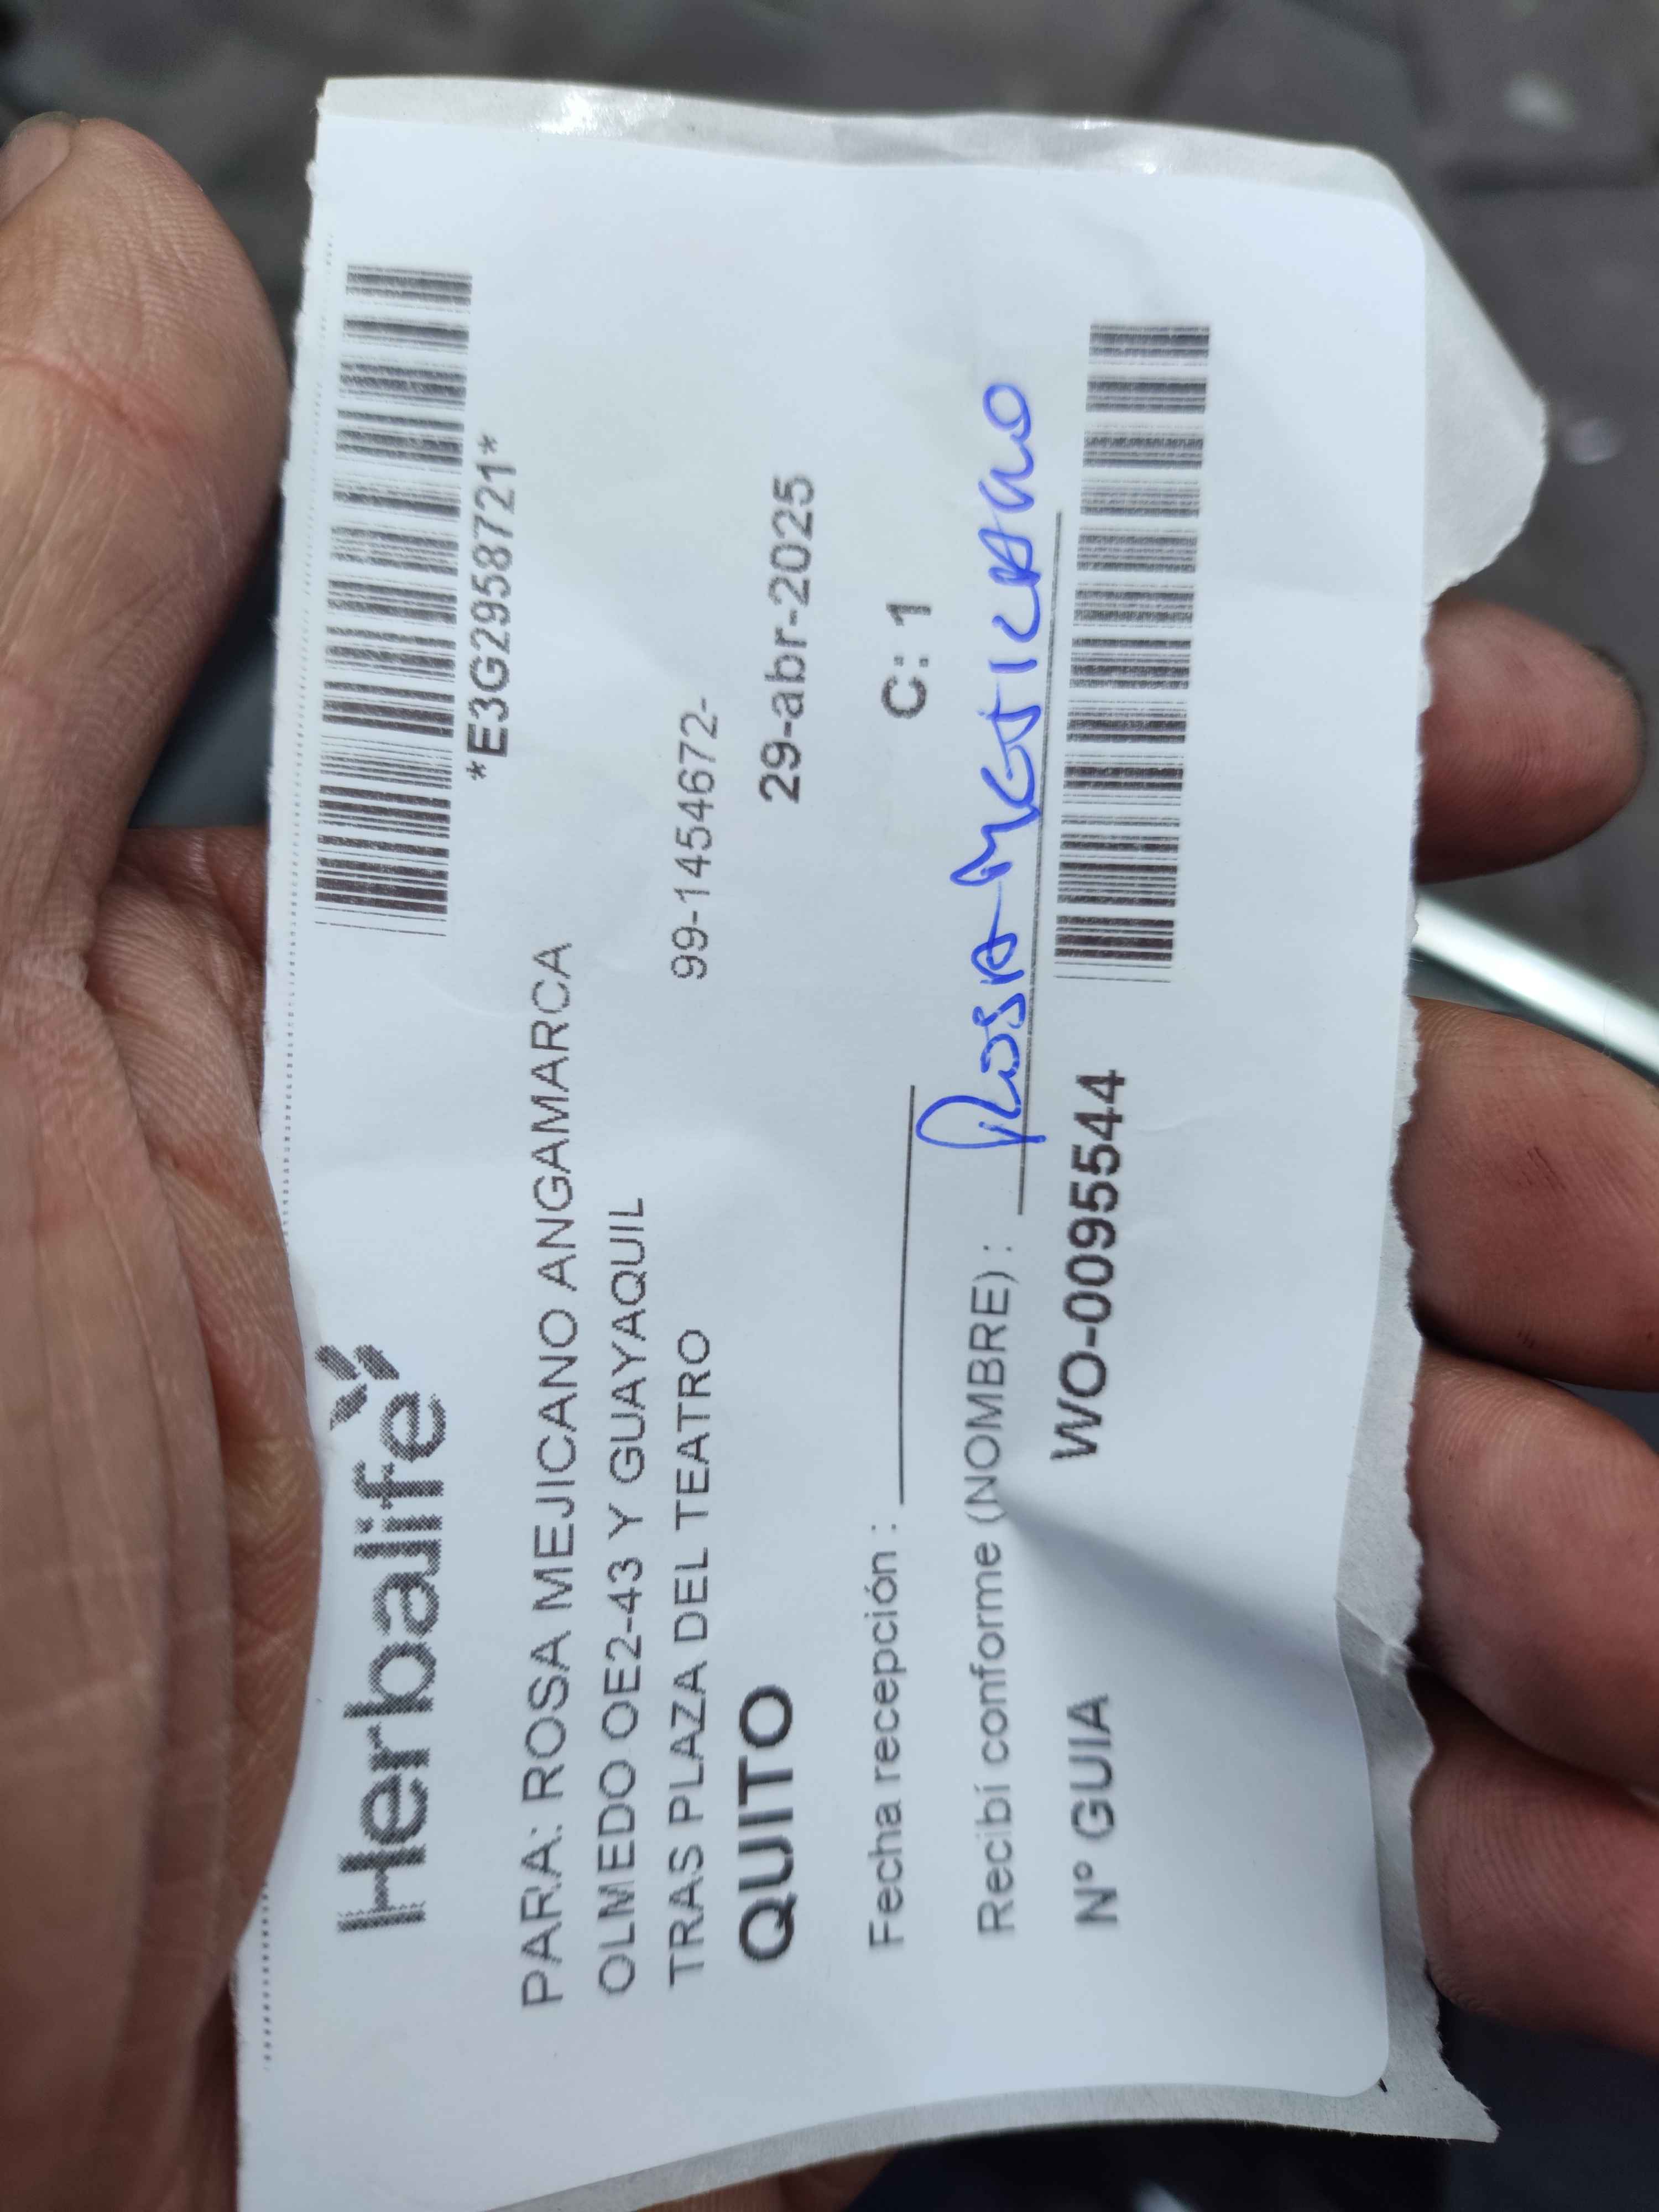 Herbalife
*E3G2958721*
PARA: ROSA MEJICANO ANGAMARCA
OLMEDO OE2-43 Y GUAYAQUIL
TRAS PLAZA DEL TEATRO
99-1454672-
QUITO
29-abr-2025
Fecha recepción :
C: 1
Recibí conforme (NOMBRE) : Rosa Mejicano
Nº GUIA
WO-0095544